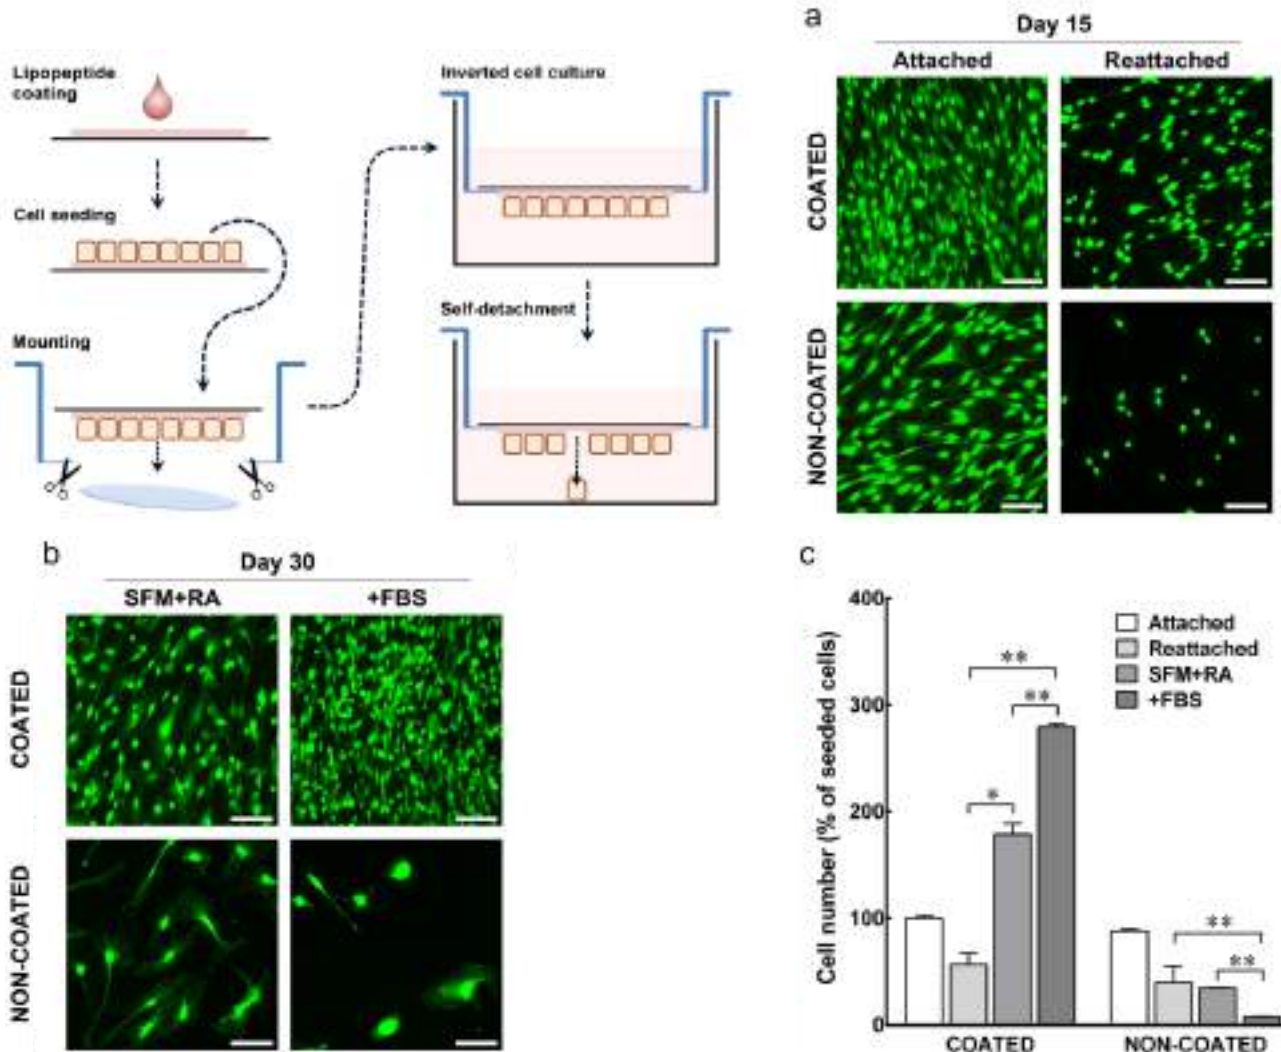 Lipopeptide
coating
Cell seeding
Mounting
Inverted cell culture
Self-detachment
a
Day 15
Attached
Reattached
COATED
NON-COATED
b
Day 30
SFM+RA
+FBS
COATED
NON-COATED
c
Cell number (% of seeded cells)
400
300
200
100
0
Attached
Reattached
SFM+RA
+FBS
**
**
*
**
**
COATED
NON-COATED